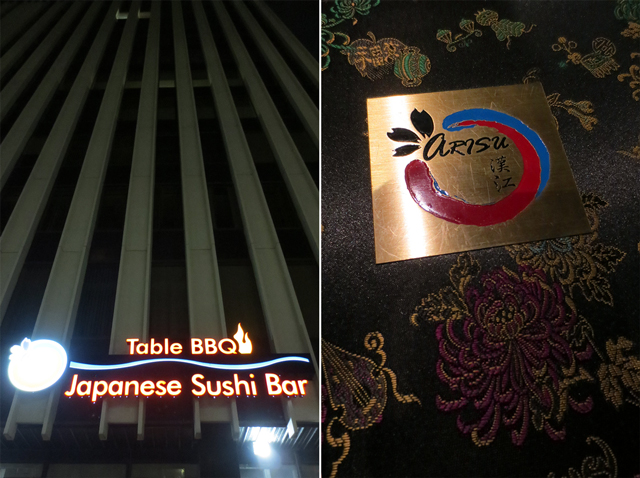 Table BBQ
Japanese Sushi Bar
ARISU
漢
江